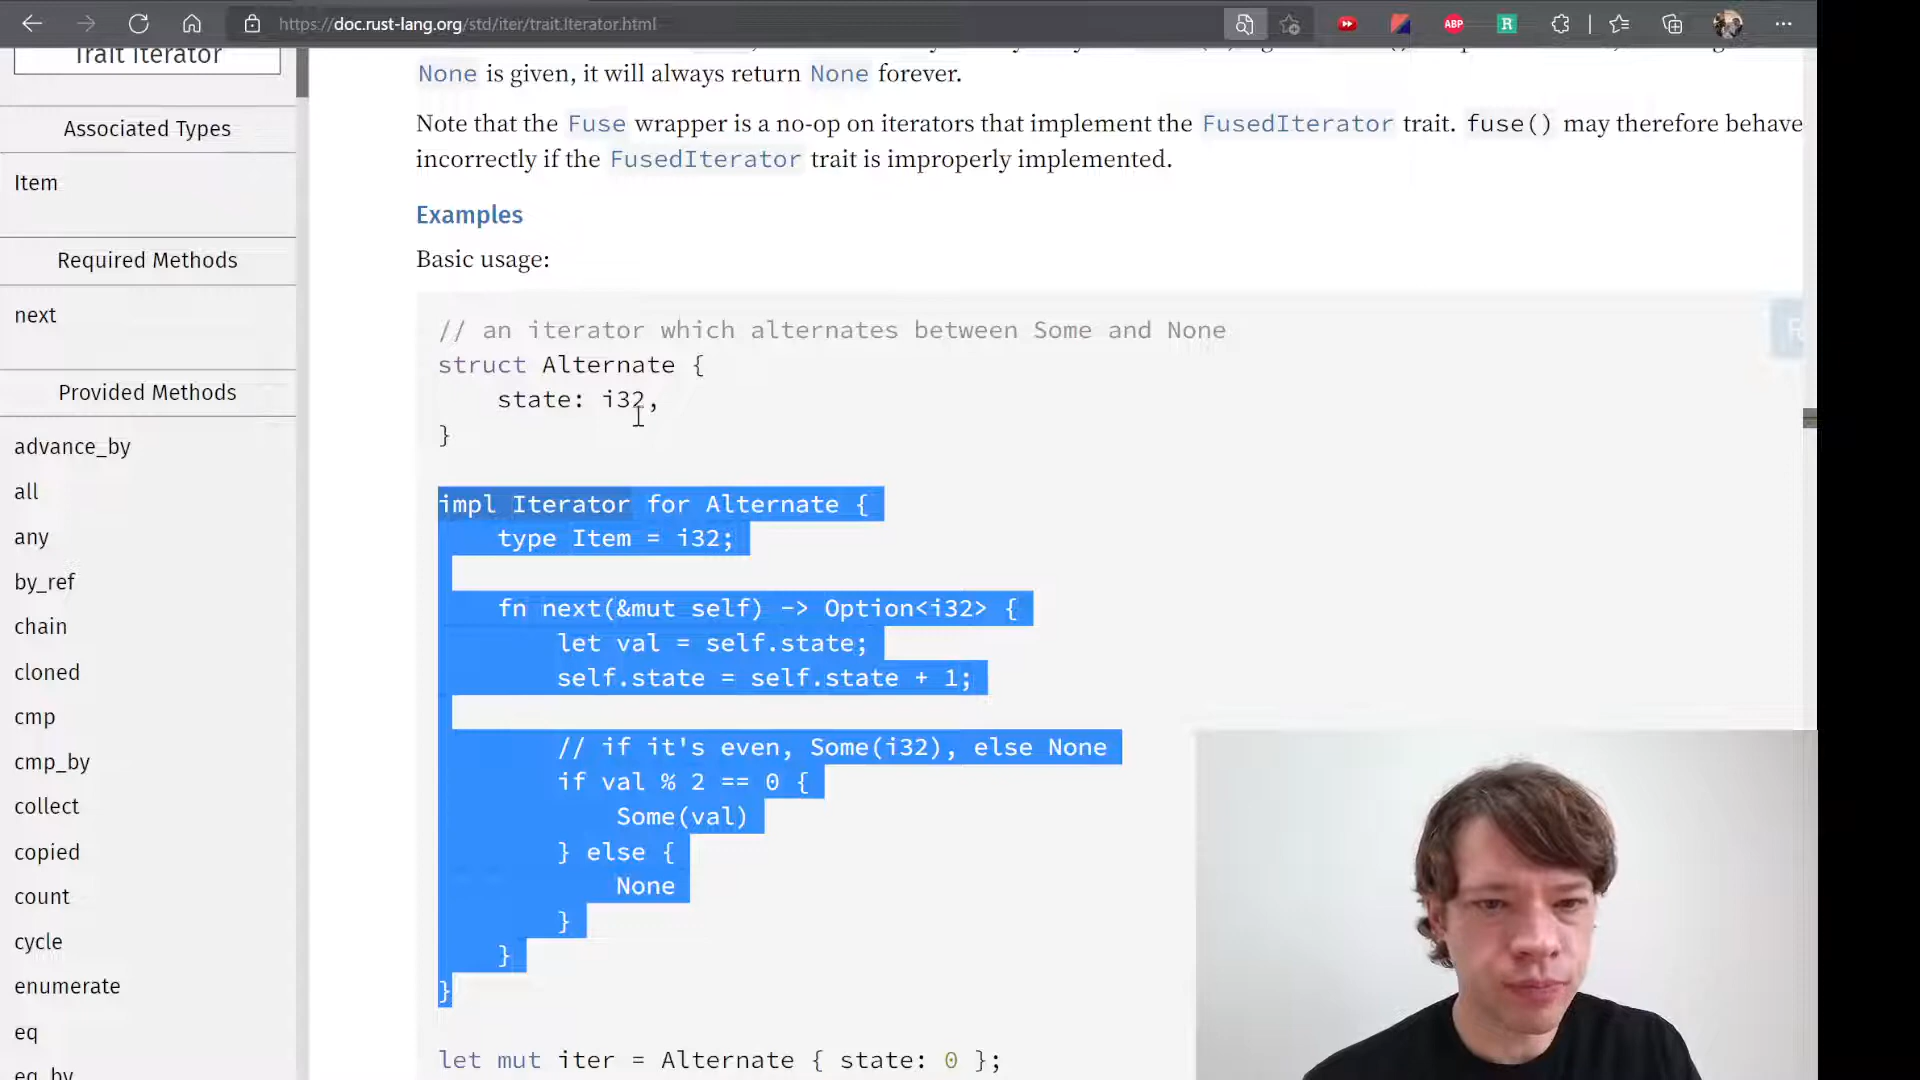 https://doc.rust-lang.org/std/iter/trait.Iterator.html
ABP
R
Trait Iterator
Associated Types
Item
Required Methods
next
Provided Methods
advance_by
all
any
by_ref
chain
cloned
cmp
cmp_by
collect
copied
count
cycle
enumerate
eq
eq_by
None is given, it will always return None forever.
Note that the Fuse wrapper is a no-op on iterators that implement the FusedIterator trait. fuse() may therefore behave
incorrectly if the FusedIterator trait is improperly implemented.
Examples
Basic usage:
// an iterator which alternates between Some and None
struct Alternate {
    state: i32,
}
impl Iterator for Alternate {
    type Item = i32;
    fn next(&mut self) -> Option<i32> {
        let val = self.state;
        self.state = self.state + 1;
        // if it's even, Some(i32), else None
        if val % 2 == 0 {
            Some(val)
        } else {
            None
        }
    }
}
let mut iter = Alternate { state: 0 };